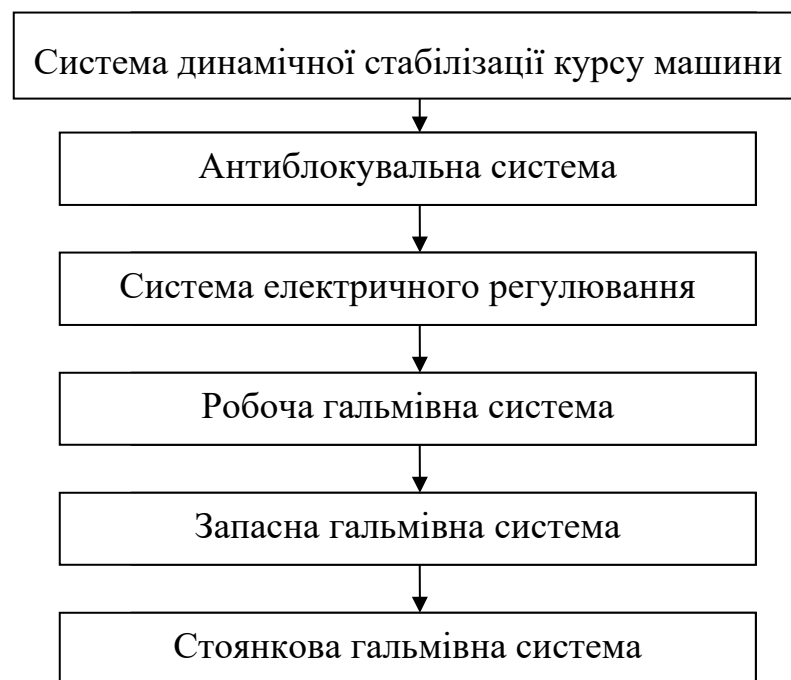 Система динамічної стабілізації курсу машини
Антиблокувальна система
Система електричного регулювання
Робоча гальмівна система
Запасна гальмівна система
Стоянкова гальмівна система